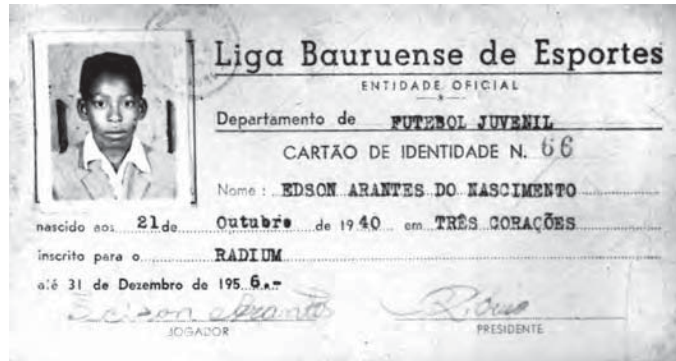 Liga Bauruense de Esportes
ENTIDADE OFICIAL
Departamento de FUTEBOL JUVENIL
CARTÃO DE IDENTIDADE N. 66
Nome: EDSON ARANTES DO NASCIMENTO
nascido aos 21 de Outubro de 1940 em TRÊS CORAÇÕES
inscrito para o RADIUM
até 31 de Dezembro de 1956.-
Edison Arantes
JOGADOR PRESIDENTE